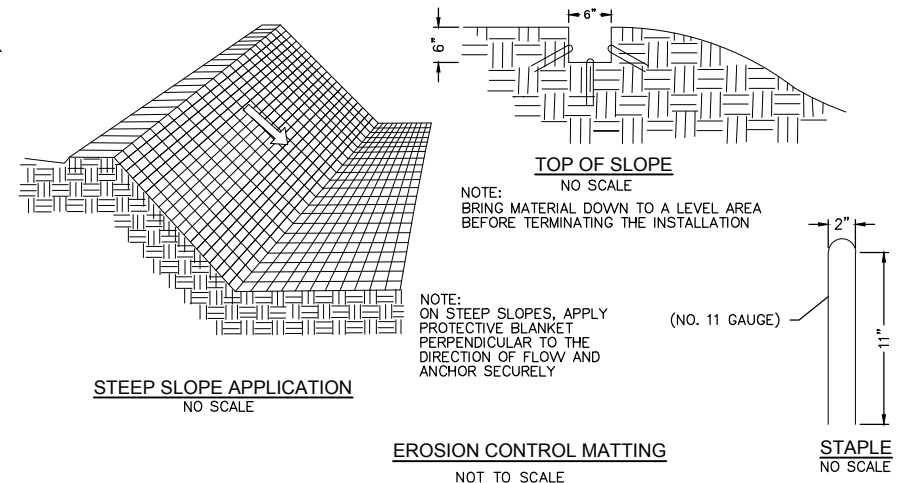 6"
6"
TOP OF SLOPE
NO SCALE
NOTE:
BRING MATERIAL DOWN TO A LEVEL AREA
BEFORE TERMINATING THE INSTALLATION
2"
(NO. 11 GAUGE)
11"
STAPLE
NO SCALE
NOTE:
ON STEEP SLOPES, APPLY
PROTECTIVE BLANKET
PERPENDICULAR TO THE
DIRECTION OF FLOW AND
ANCHOR SECURELY
STEEP SLOPE APPLICATION
NO SCALE
EROSION CONTROL MATTING
NOT TO SCALE